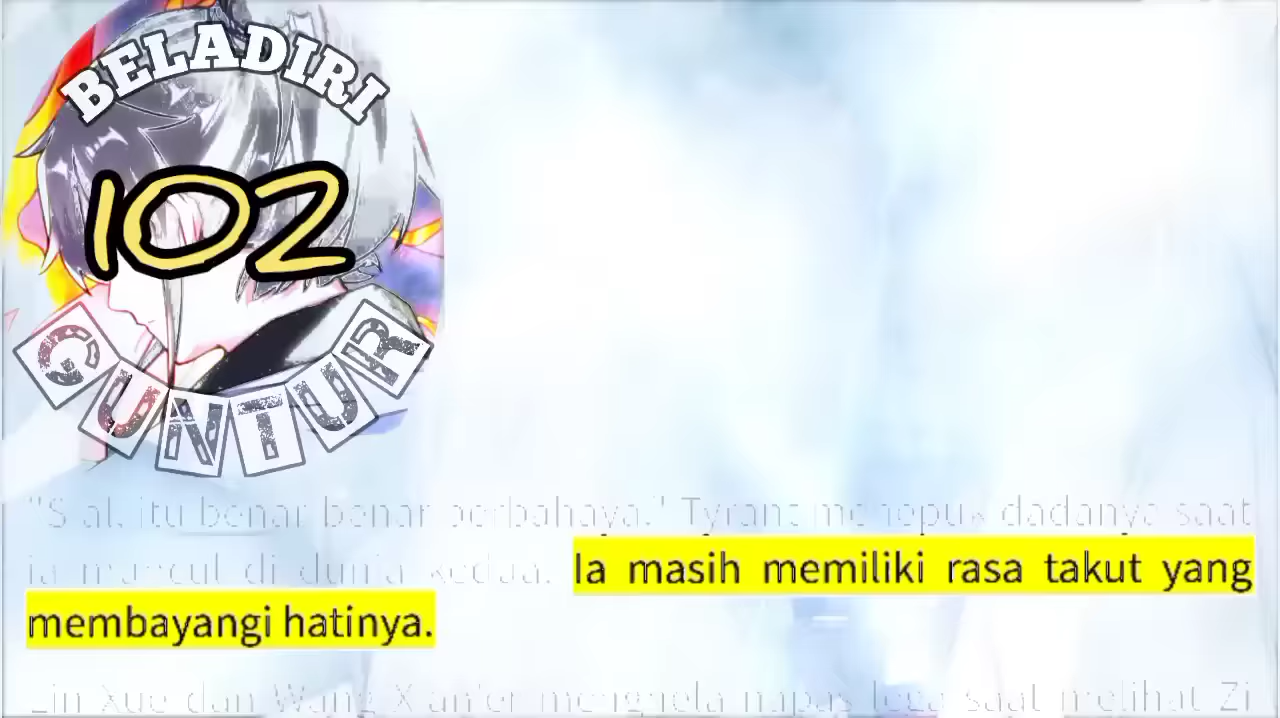 BELADIRI
102
GUNTUR
"Sial, itu benar benar berbahaya." Tyrant menepuk dadanya saat
ia muncul di dunia kedua. Ia masih memiliki rasa takut yang
membayangi hatinya.
Lin Xue dan Wang Xian'er menghela napas lega saat melihat Zi